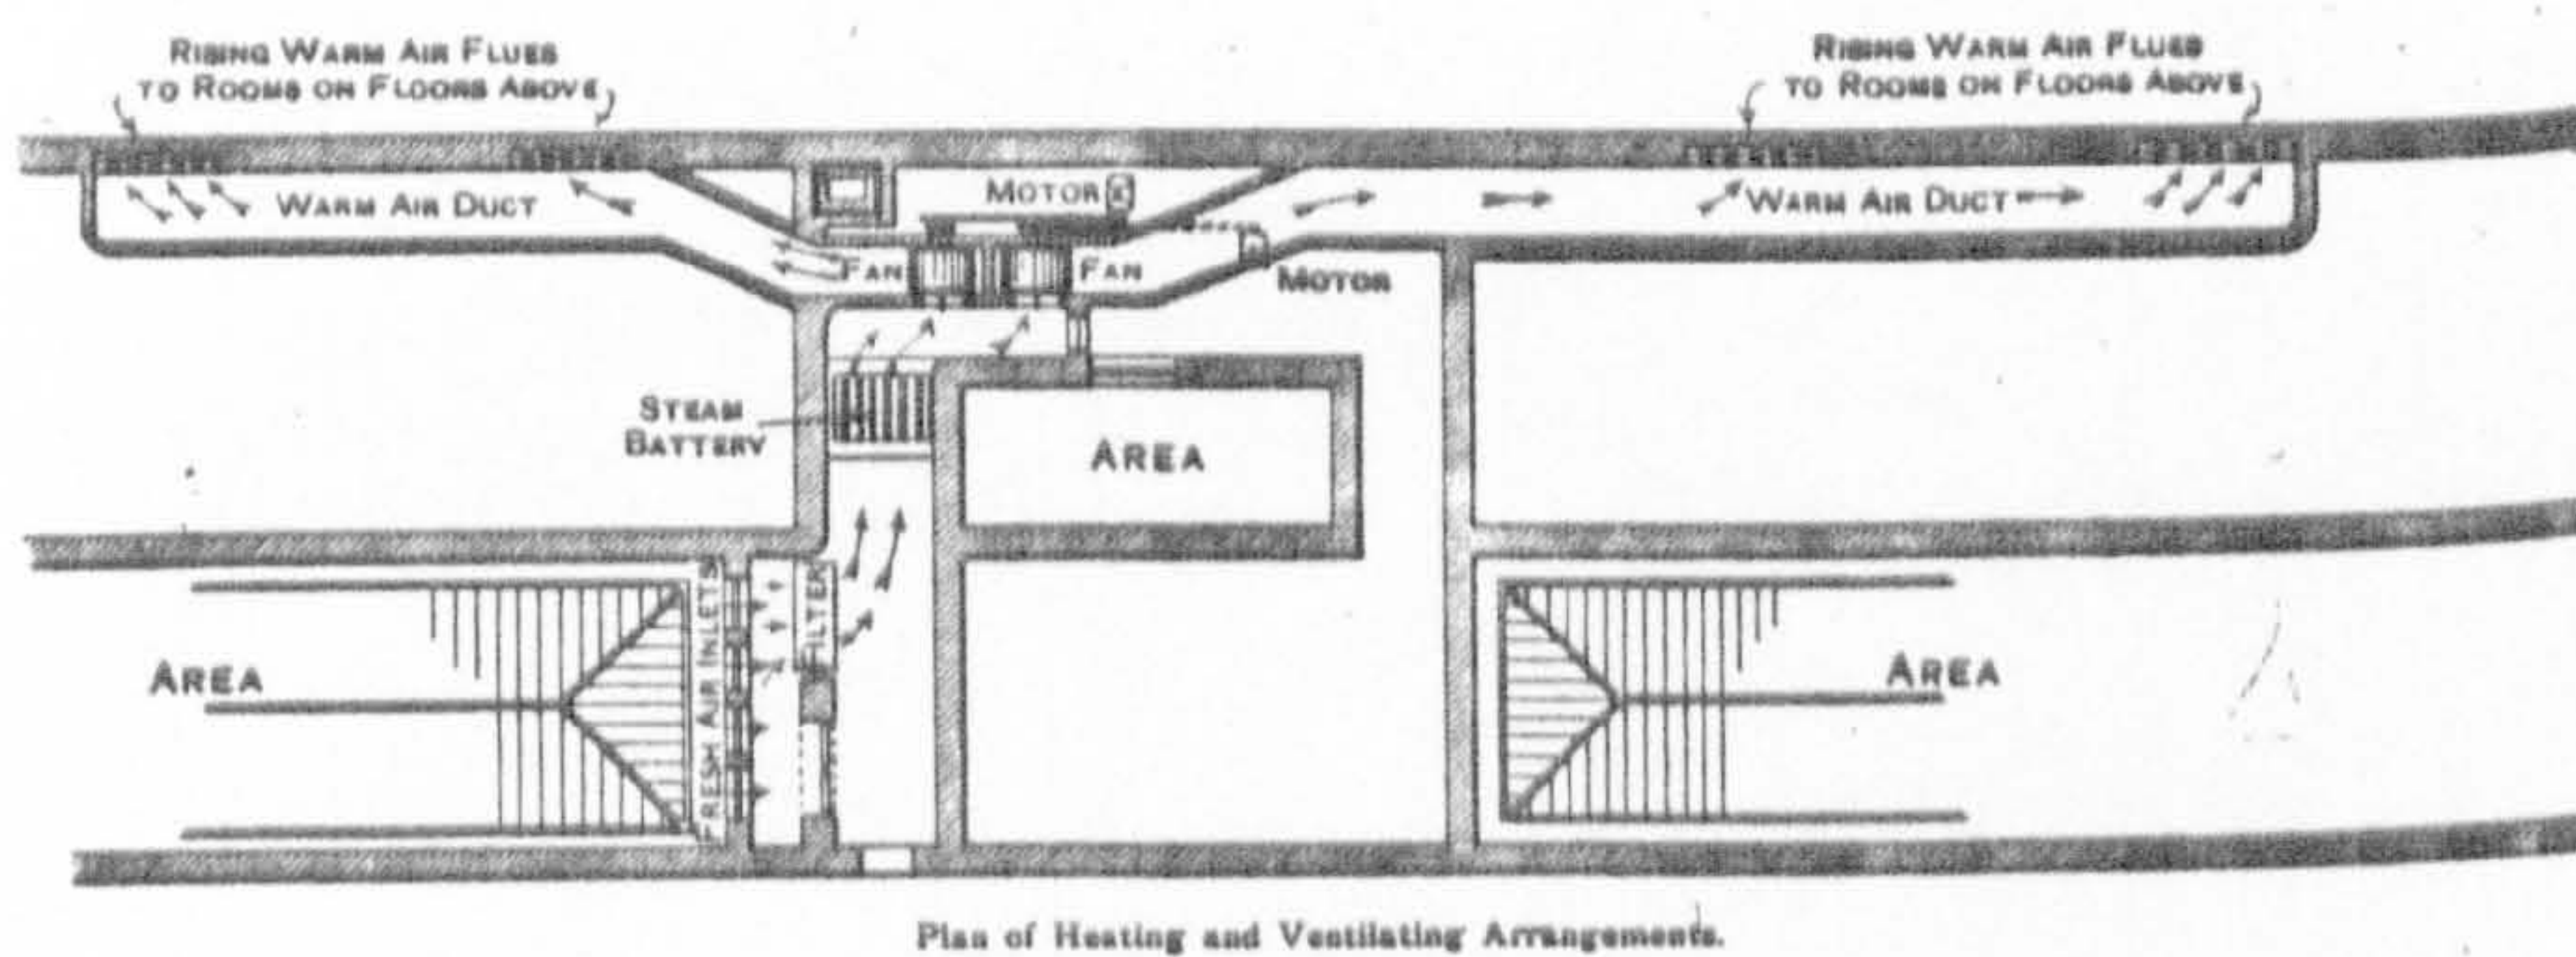 RISING WARM AIR FLUES
TO ROOMS ON FLOORS ABOVE
RISING WARM AIR FLUES
TO ROOMS ON FLOORS ABOVE
WARM AIR DUCT
MOTOR
WARM AIR DUCT
FAN
FAN
MOTOR
STEAM
BATTERY
AREA
FRESH AIR INLETS
FILTER
AREA
AREA
Plan of Heating and Ventilating Arrangements.